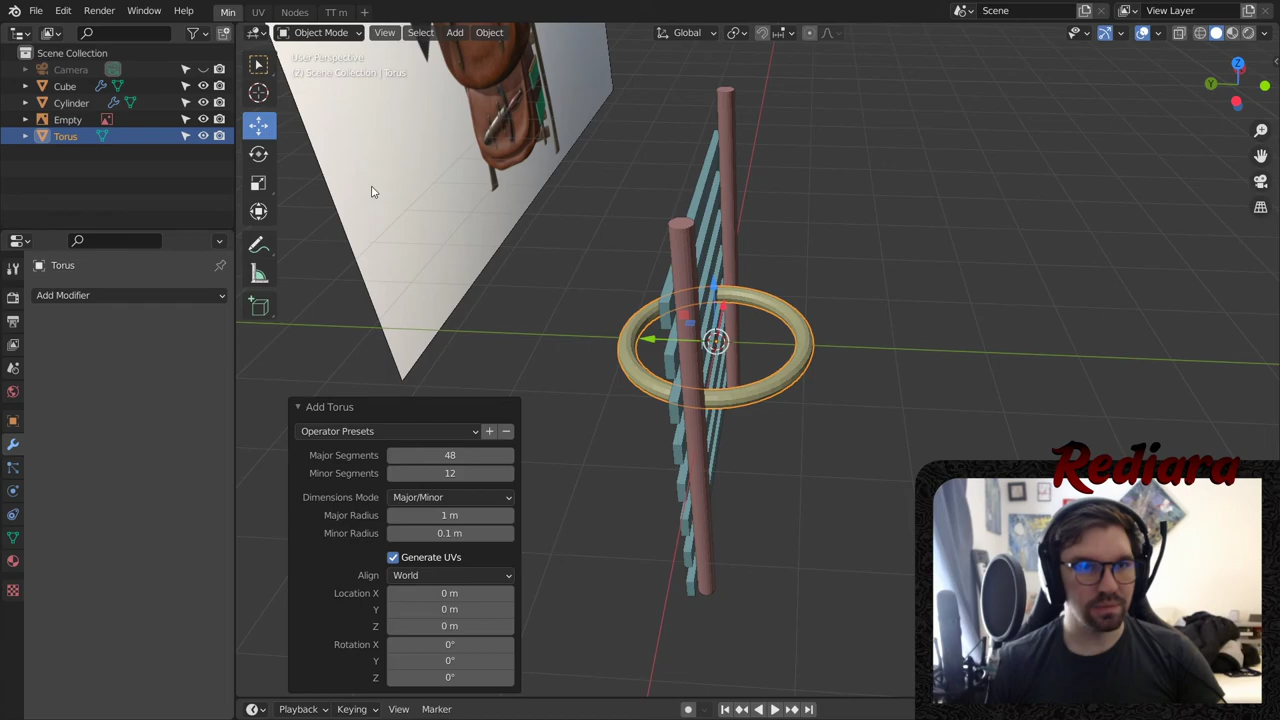 File Edit Render Window Help
Min UV Nodes TT m
Scene
View Layer
Object Mode View Select Add Object
Global
Scene Collection
Camera
Cube
Cylinder
Empty
Torus
User Perspective
(2) Scene Collection | Torus
Z
Y
Torus
Add Modifier
Add Torus
Operator Presets
Major Segments 48
Minor Segments 12
Dimensions Mode Major/Minor
Major Radius 1 m
Minor Radius 0.1 m
Generate UVs
Align World
Location X 0 m
Y 0 m
Z 0 m
Rotation X 0°
Y 0°
Z 0°
Rediara
Playback Keying View Marker